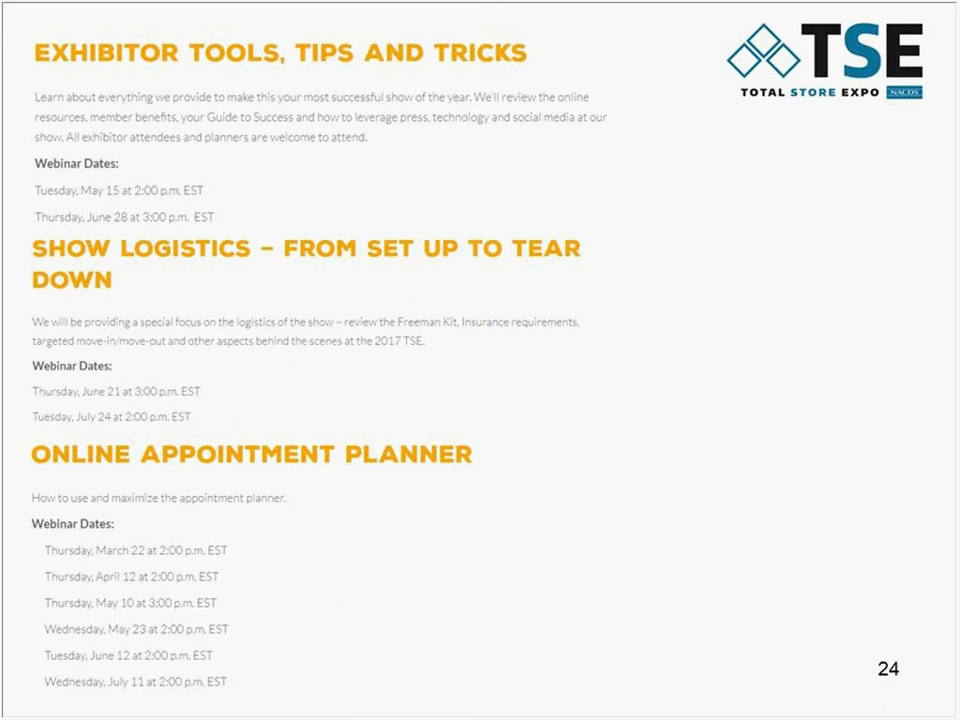 EXHIBITOR TOOLS, TIPS AND TRICKS
TSE
TOTAL STORE EXPO NACDS
Learn about everything we provide to make this your most successful show of the year. We'll review the online
resources, member benefits, your Guide to Success and how to leverage press, technology and social media at our
show. All exhibitor attendees and planners are welcome to attend.
Webinar Dates:
Tuesday, May 15 at 2:00 p.m. EST
Thursday, June 28 at 3:00 p.m. EST
SHOW LOGISTICS – FROM SET UP TO TEAR
DOWN
We will be providing a special focus on the logistics of the show – review the Freeman Kit, Insurance requirements,
targeted move-in/move-out and other aspects behind the scenes at the 2017 TSE.
Webinar Dates:
Thursday, June 21 at 3:00 p.m. EST
Tuesday, July 24 at 2:00 p.m. EST
ONLINE APPOINTMENT PLANNER
How to use and maximize the appointment planner.
Webinar Dates:
Thursday, March 22 at 2:00 p.m. EST
Thursday, April 12 at 2:00 p.m. EST
Thursday, May 10 at 3:00 p.m. EST
Wednesday, May 23 at 2:00 p.m. EST
Tuesday, June 12 at 2:00 p.m. EST
Wednesday, July 11 at 2:00 p.m. EST
24